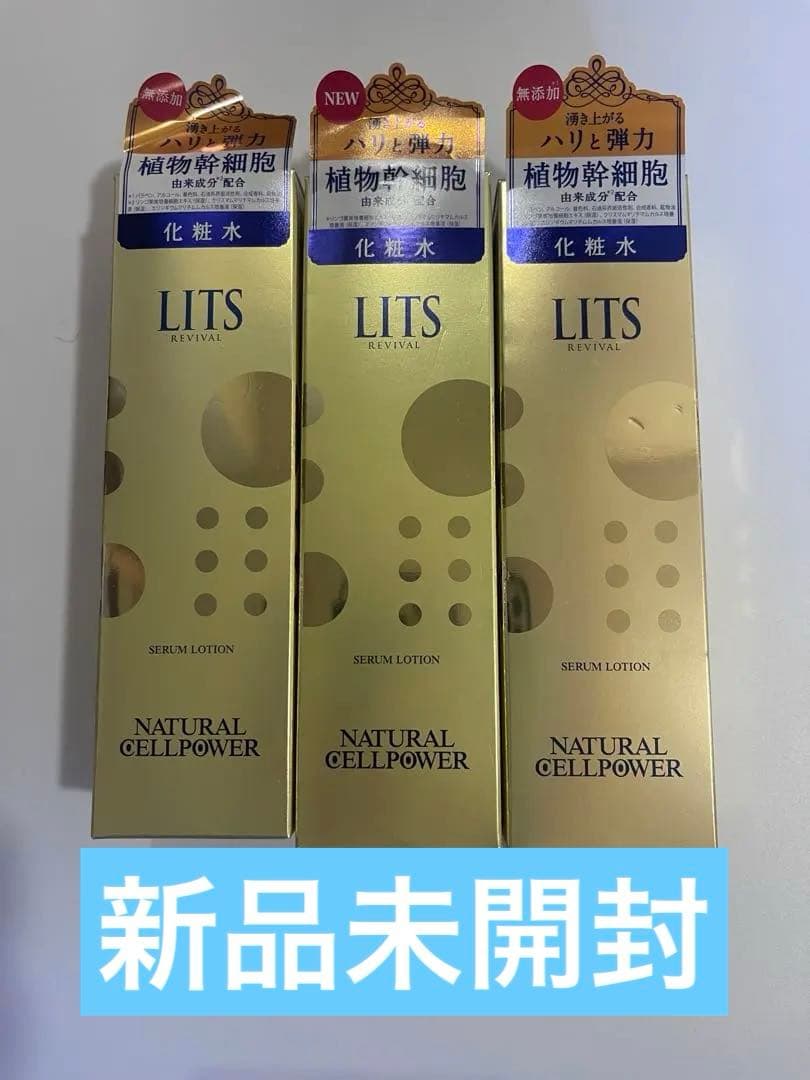 無添加
湧き上がる
ハリと弾力
植物幹細胞
由来成分*²配合
化粧水
LITS
REVIVAL
SERUM LOTION
NATURAL
CELLPOWER
NEW
湧き上がる
ハリと弾力
植物幹細胞
由来成分*配合
化粧水
LITS
REVIVAL
SERUM LOTION
NATURAL
CELLPOWER
無添加
湧き上がる
ハリと弾力
植物幹細胞
由来成分*²配合
化粧水
LITS
REVIVAL
SERUM LOTION
NATURAL
CELLPOWER
新品未開封